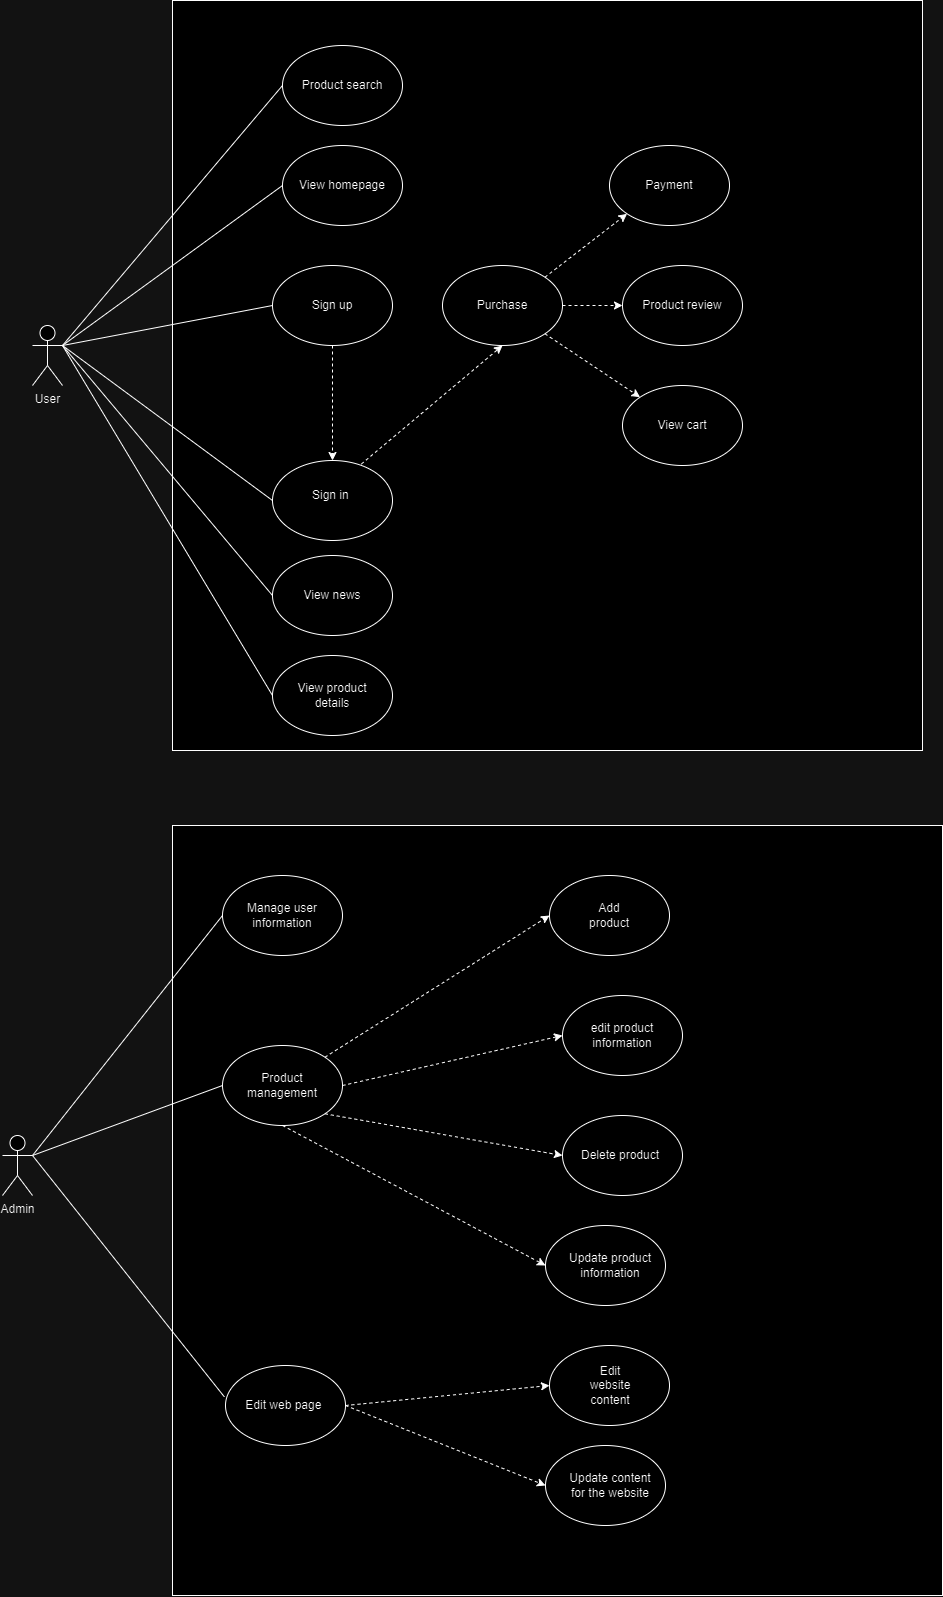 Product search
View homepage
Payment
Sign up
Purchase
Product review
User
View cart
Sign in
View news
View product
details
Manage user
information
Add
product
edit product
information
Product
management
Delete product
Admin
Update product
information
Edit
website
content
Edit web page
Update content
for the website